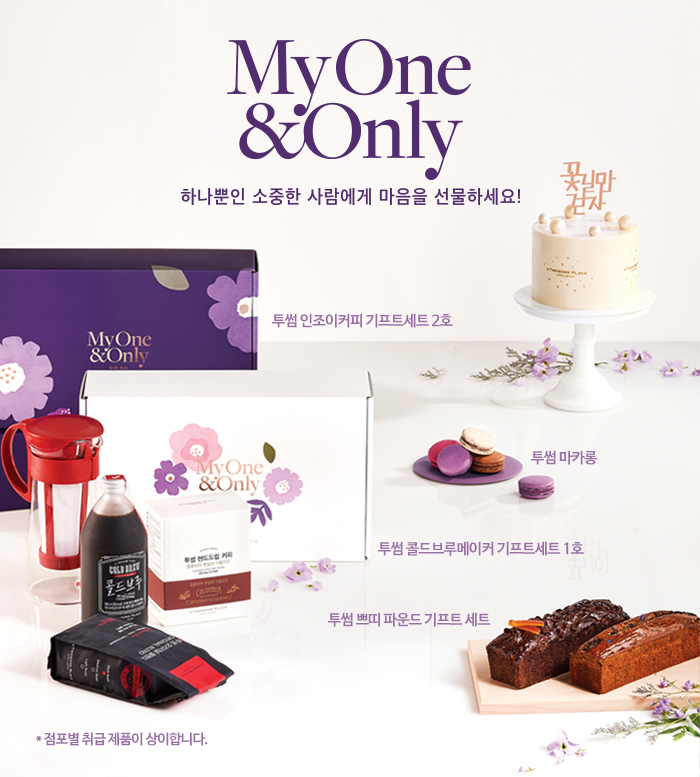 My One
&Only
하나뿐인 소중한 사람에게 마음을 선물하세요!
꽃길만
걷자
A TWOSOME PLACE
투썸 인조이커피 기프트세트 2호
My One
&Only
투썸 마카롱
My One
&Only
투썸 콜드브루메이커 기프트세트 1호
COLD BREW
콜드브루
투썸 핸드드립 커피
COLOMBIA
A TWOSOME PLACE
투썸 쁘띠 파운드 기프트 세트
* 점포별 취급 제품이 상이합니다.